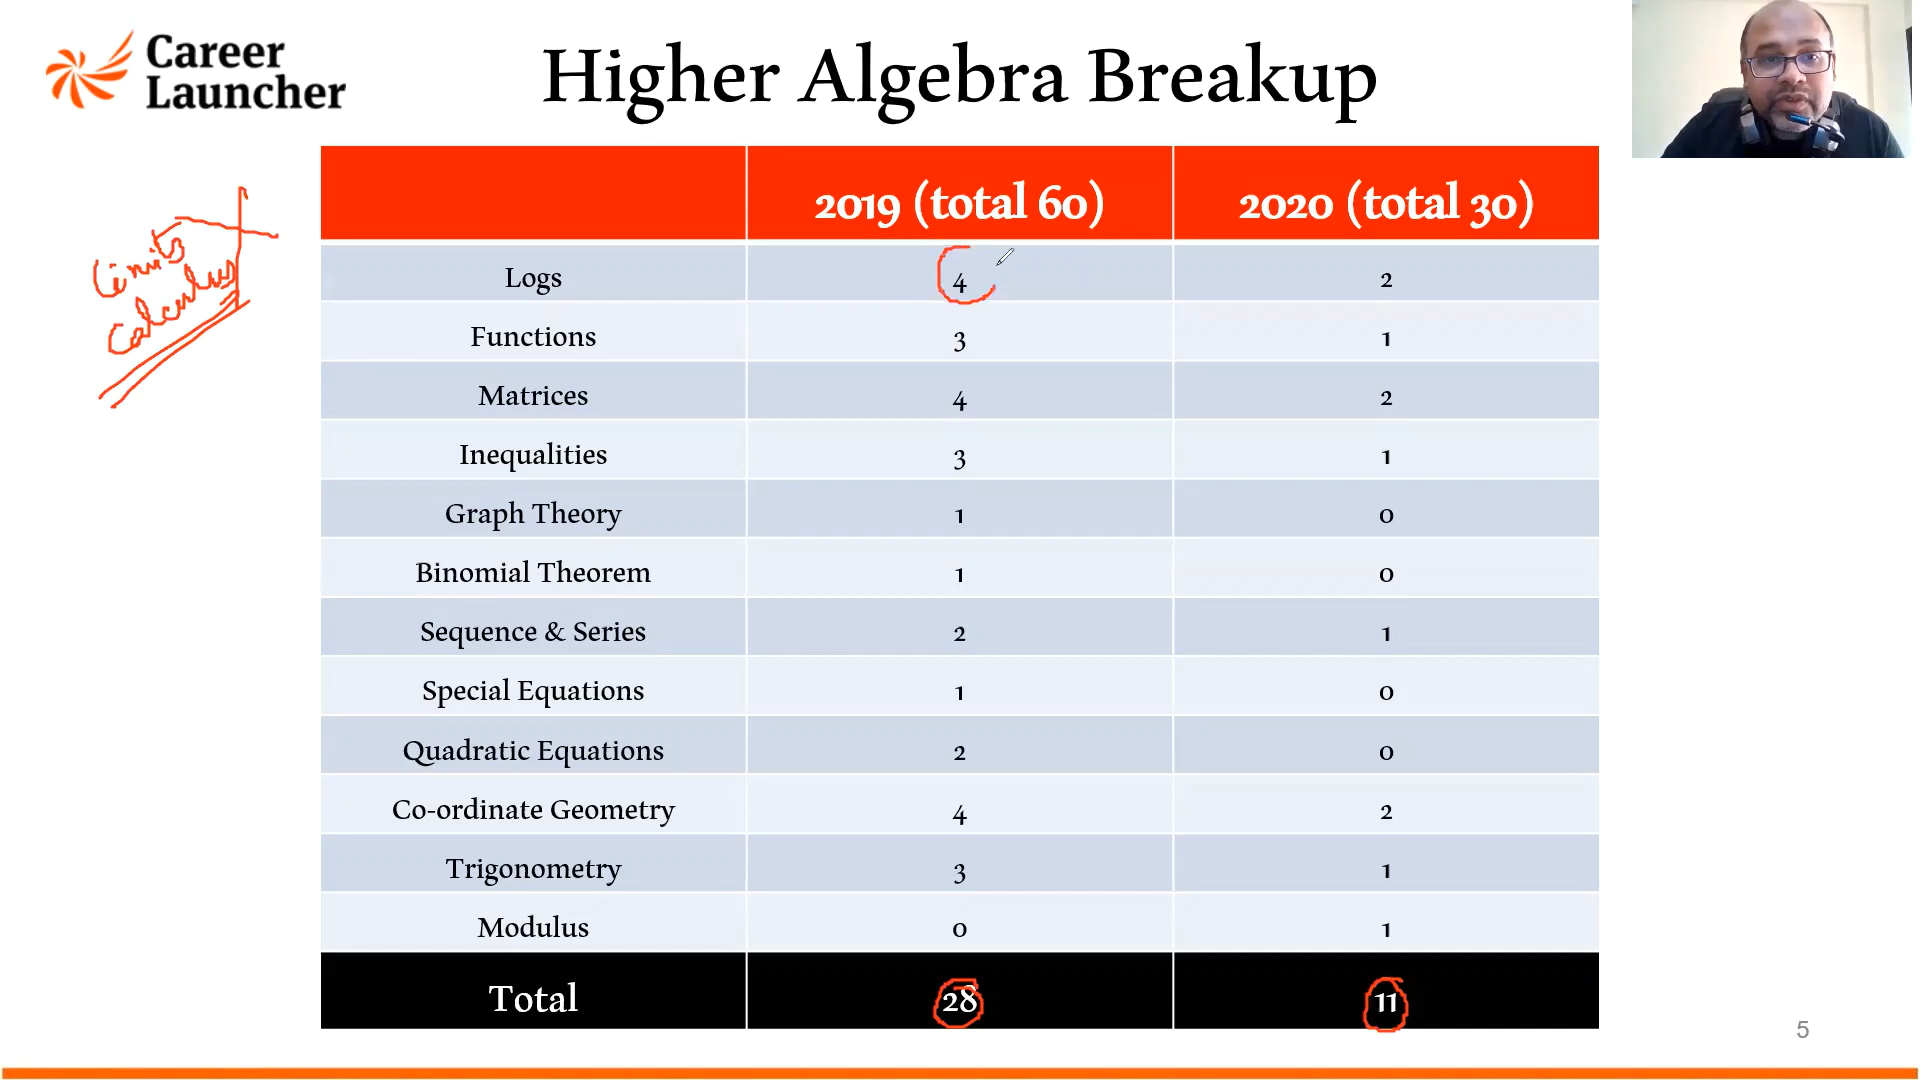 Career
Launcher
Higher Algebra Breakup
2019 (total 60) 2020 (total 30)
Limits
Calculus
Logs 4 2
Functions 3 1
Matrices 4 2
Inequalities 3 1
Graph Theory 1 0
Binomial Theorem 1 0
Sequence & Series 2 1
Special Equations 1 0
Quadratic Equations 2 0
Co-ordinate Geometry 4 2
Trigonometry 3 1
Modulus 0 1
Total 28 11
5